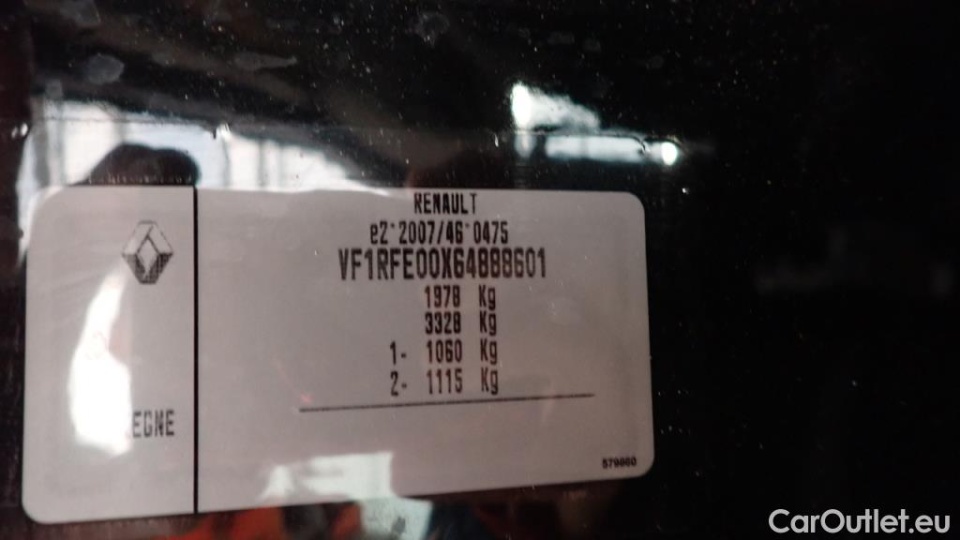 RENAULT
e2*2007/46*0475
VF1RFE00X64888601
1978 Kg
3328 Kg
1- 1060 Kg
2- 1115 Kg
EGNE
579860
CarOutlet.eu